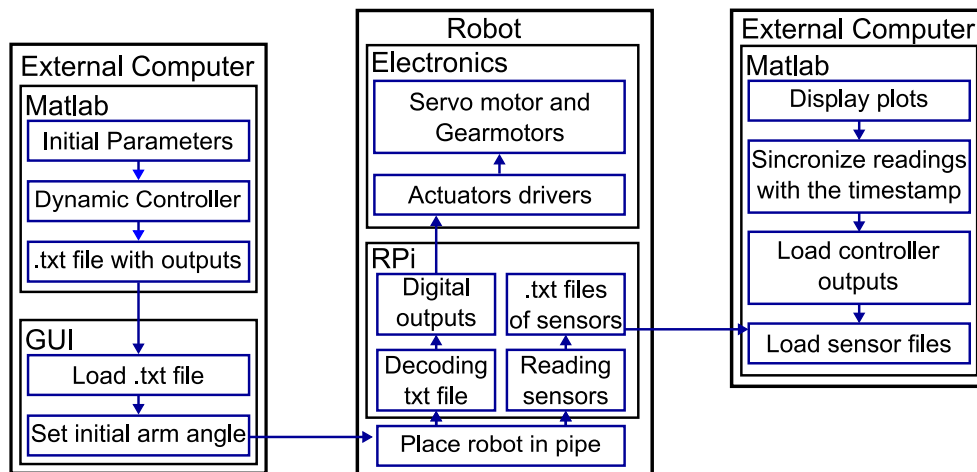 External Computer
Matlab
Initial Parameters
Dynamic Controller
.txt file with outputs
GUI
Load .txt file
Set initial arm angle
Robot
Electronics
Servo motor and
Gearmotors
Actuators drivers
RPi
Digital
outputs
.txt files
of sensors
Decoding
txt file
Reading
sensors
Place robot in pipe
External Computer
Matlab
Display plots
Sincronize readings
with the timestamp
Load controller
outputs
Load sensor files